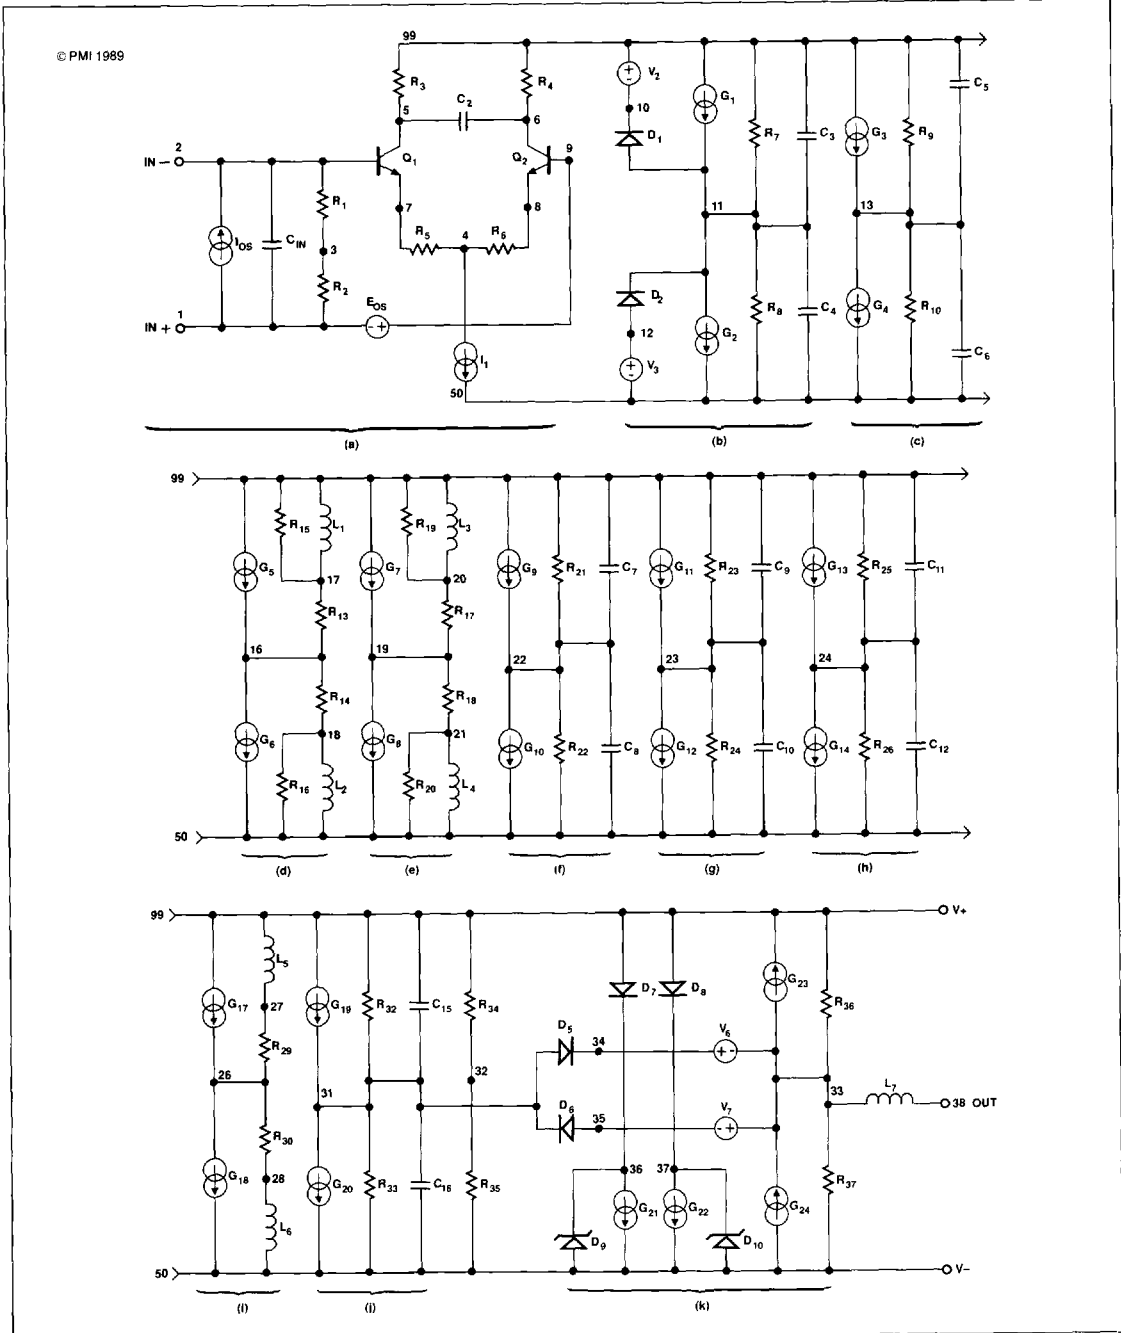 © PMI 1989
99
R3
R4
C2
5
6
Q1
Q2
9
IN − 2
IN + 1
IOS
CIN
R1
3
R2
EOS
7
8
R5
4
R6
I1
50
V2
10
D1
G1
R7
C3
G3
R9
C5
11
13
D2
12
V3
G2
R8
C4
G4
R10
C6
(a)
(b)
(c)
99
R15
L1
R19
L3
G5
17
G7
20
G9
R21
C7
G11
R23
C9
G13
R25
C11
R13
R17
16
19
22
23
24
R14
R18
G6
18
G8
21
G10
R22
C8
G12
R24
C10
G14
R26
C12
R16
L2
R20
L4
50
(d)
(e)
(f)
(g)
(h)
99
V+
L5
G17
27
G19
R32
C15
R34
D7
D8
G23
R36
R29
D5
34
V6
26
31
32
33
L7
38 OUT
D6
35
V7
R30
G18
28
G20
R33
C16
R35
36
37
G21
G22
G24
R37
L6
D9
D10
50
V−
(i)
(j)
(k)